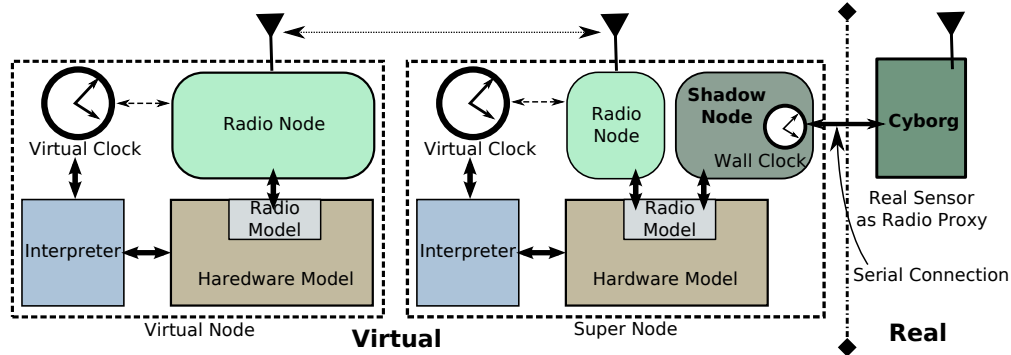 Virtual Clock
Radio Node
Interpreter
Radio
Model
Haredware Model
Virtual Node
Virtual
Virtual Clock
Radio
Node
Shadow
Node
Wall Clock
Interpreter
Radio
Model
Hardware Model
Super Node
Cyborg
Real Sensor
as Radio Proxy
Serial Connection
Real